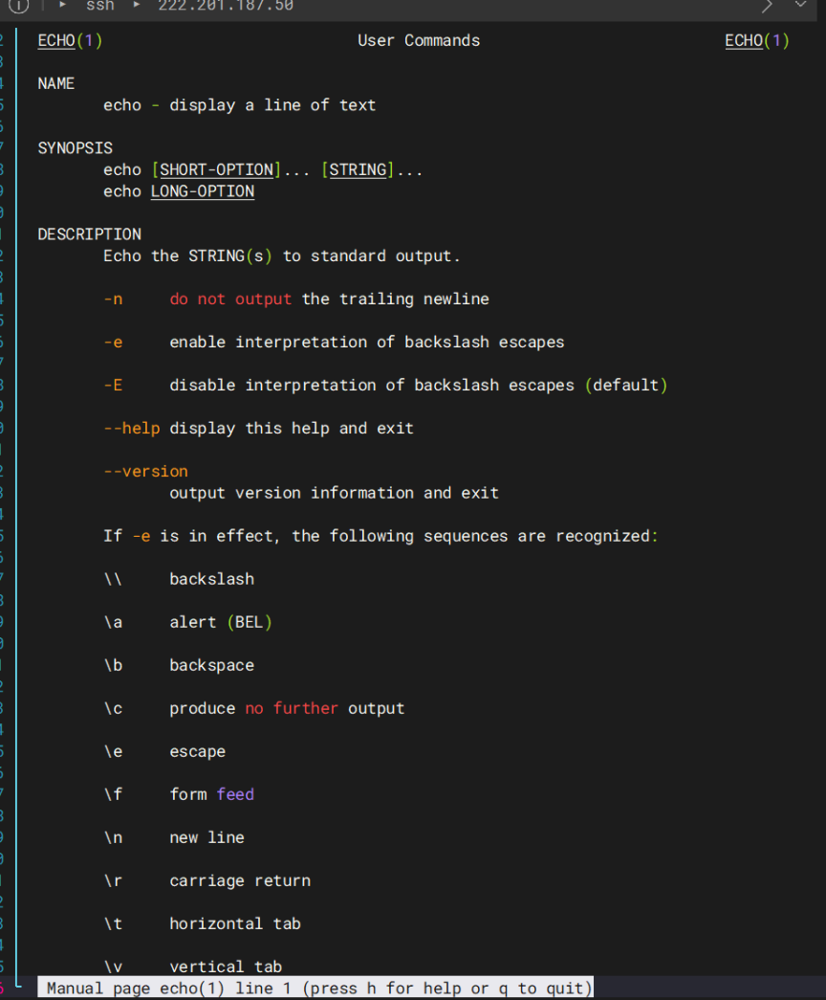 ssh ▸ 222.201.187.50
ECHO(1) User Commands ECHO(1)
NAME
echo - display a line of text
SYNOPSIS
echo [SHORT-OPTION]... [STRING]...
echo LONG-OPTION
DESCRIPTION
Echo the STRING(s) to standard output.
-n do not output the trailing newline
-e enable interpretation of backslash escapes
-E disable interpretation of backslash escapes (default)
--help display this help and exit
--version
output version information and exit
If -e is in effect, the following sequences are recognized:
\\ backslash
\a alert (BEL)
\b backspace
\c produce no further output
\e escape
\f form feed
\n new line
\r carriage return
\t horizontal tab
\v vertical tab
Manual page echo(1) line 1 (press h for help or q to quit)